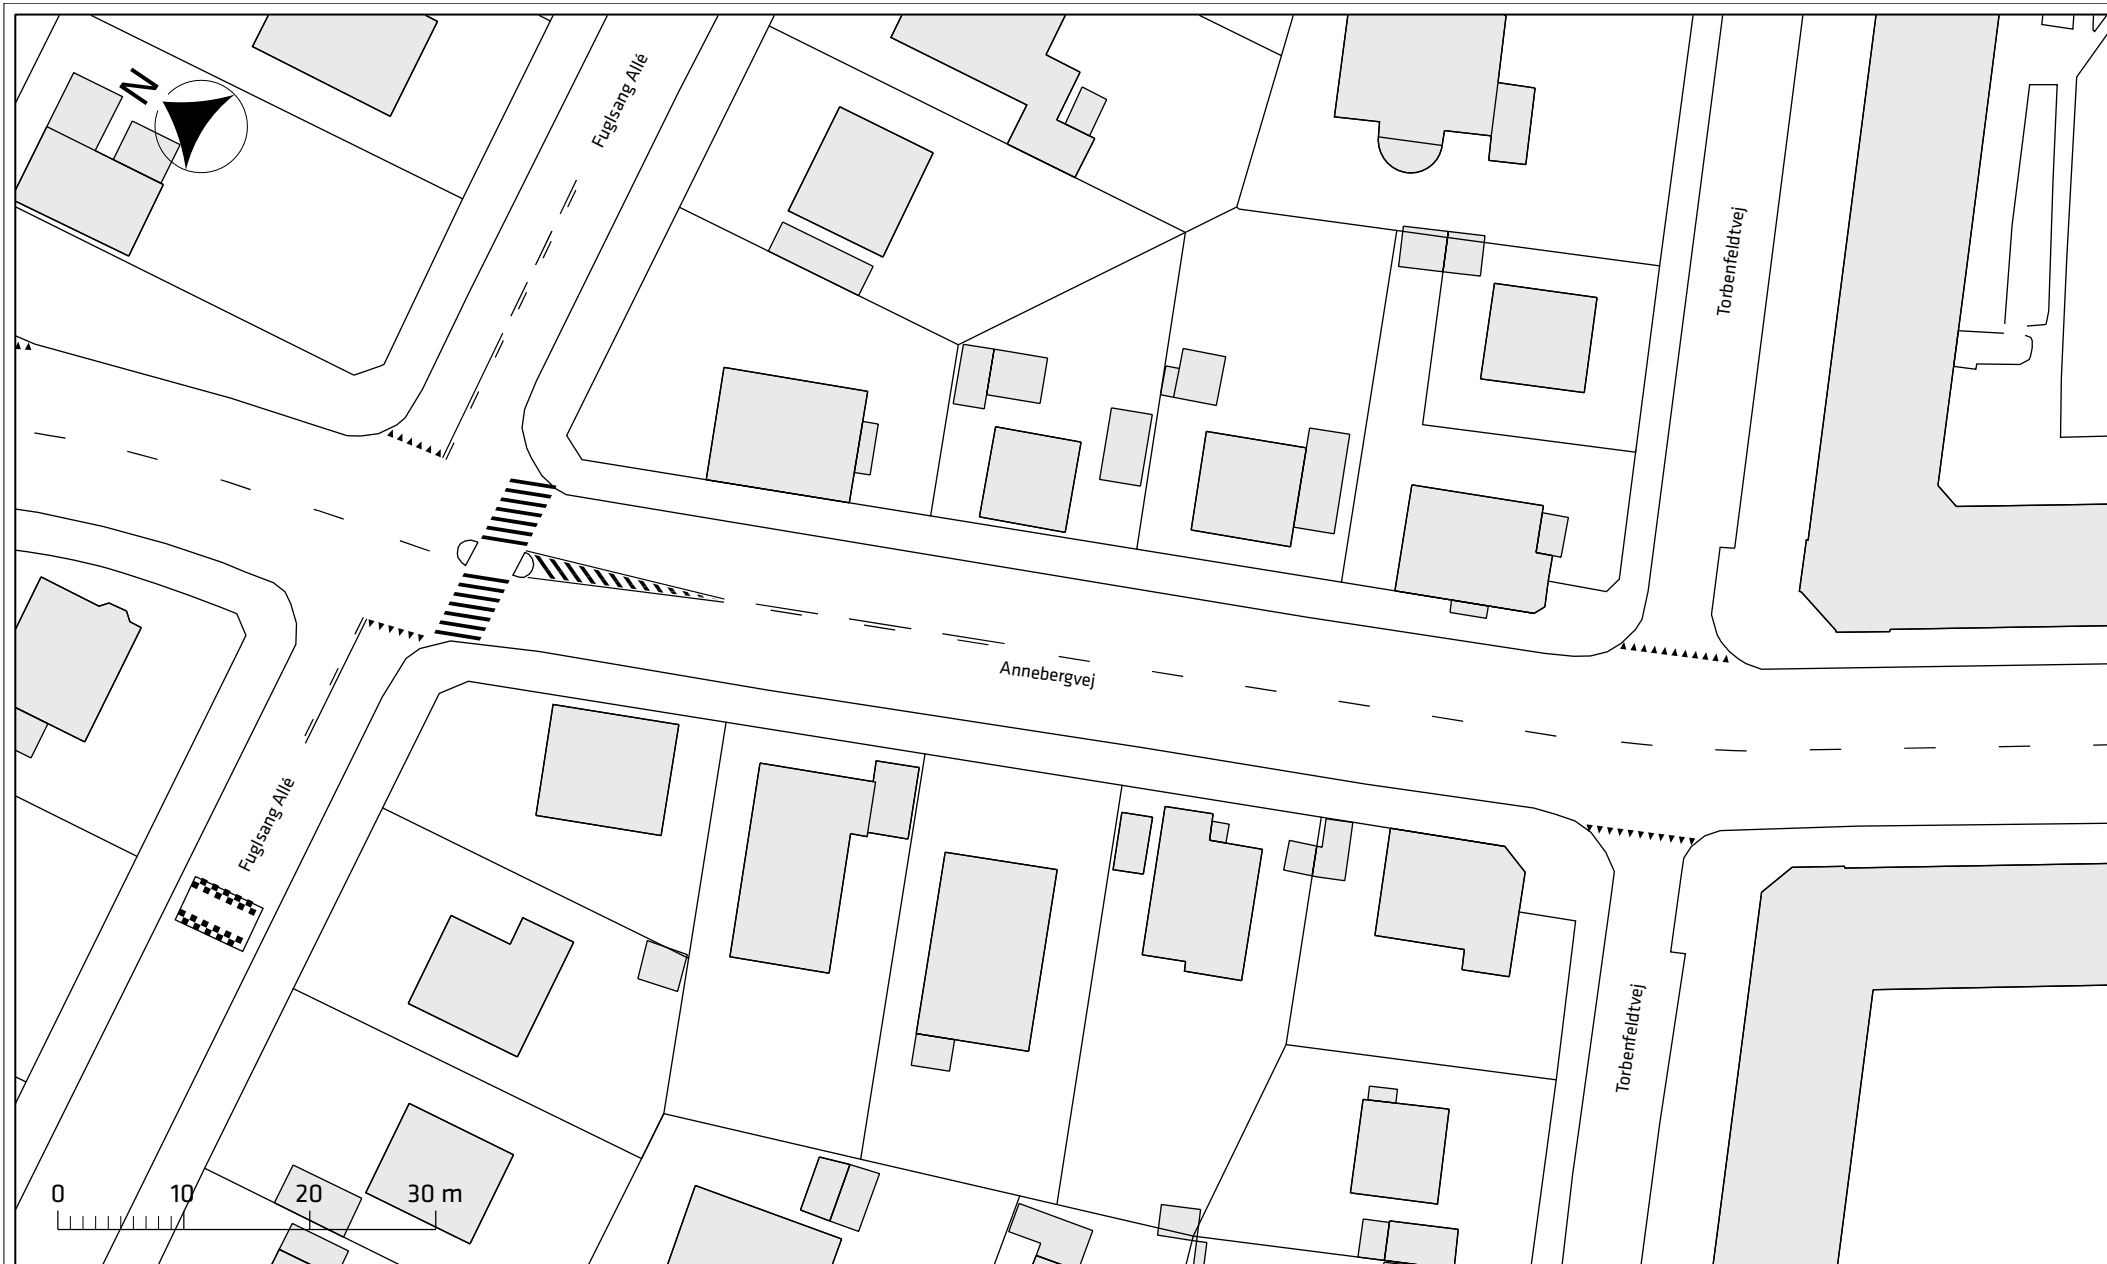 N
Fuglsang Allé
Torbenfeldtvej
Annebergvej
Fuglsang Allé
Torbenfeldtvej
0 10 20 30 m